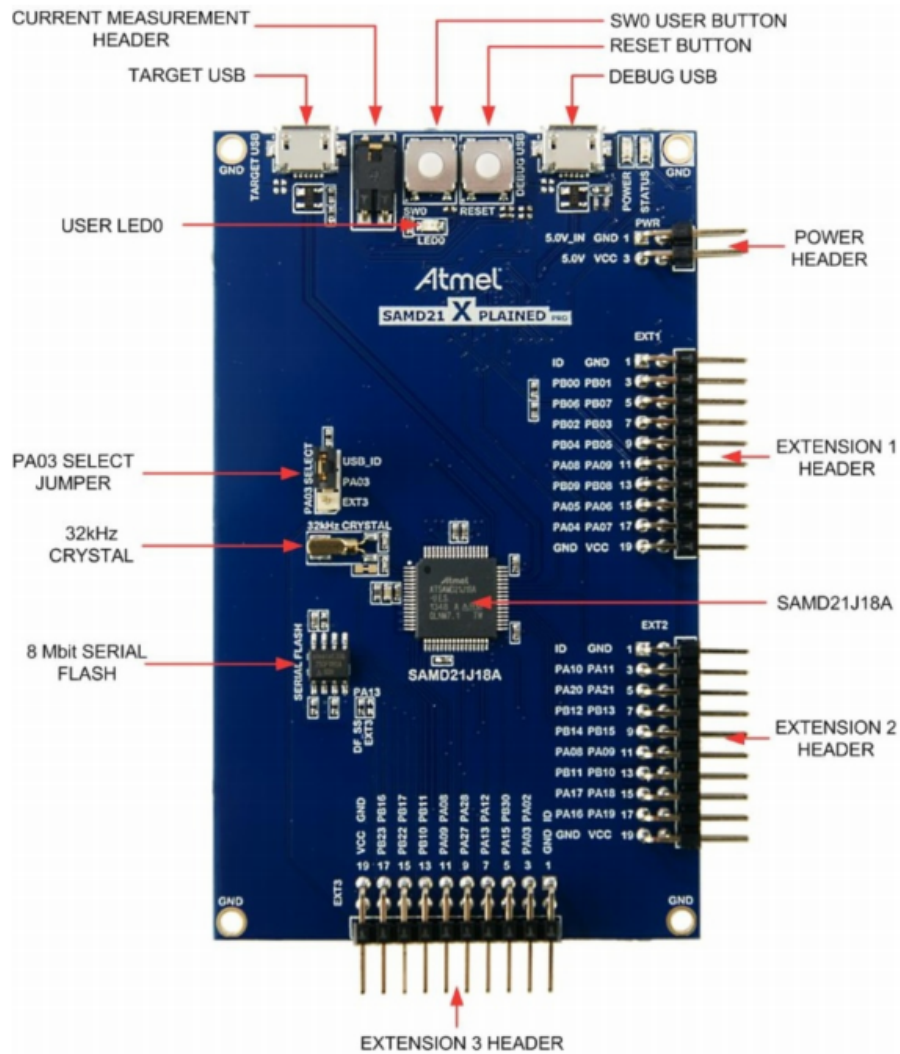 CURRENT MEASUREMENT
HEADER
TARGET USB
SW0 USER BUTTON
RESET BUTTON
DEBUG USB
GND
TARGET USB
SW0
RESET
DEBUG USB
POWER
STATUS
GND
USER LED0
LED0
PWR
5.0V_IN GND 1
5.0V VCC 3
POWER
HEADER
Atmel
SAMD21 X PLAINED PRO
EXT1
ID GND 1
PB00 PB01 3
PB06 PB07 5
PB02 PB03 7
PB04 PB05 9
PA08 PA09 11
PB09 PB08 13
PA05 PA06 15
PA04 PA07 17
GND VCC 19
EXTENSION 1
HEADER
PA03 SELECT
JUMPER
PA03 SELECT
USB_ID
PA03
EXT3
32kHz
CRYSTAL
32kHz CRYSTAL
Atmel
SAMD21J18A
SAMD21J18A
8 Mbit SERIAL
FLASH
SERIAL FLASH
PA13
DF_SS
EXT3
EXT2
ID GND 1
PA10 PA11 3
PA20 PA21 5
PB12 PB13 7
PB14 PB15 9
PA08 PA09 11
PB11 PB10 13
PA17 PA18 15
PA16 PA19 17
GND VCC 19
EXTENSION 2
HEADER
GND
EXT3
19 VCC GND
17 PB23 PB16
15 PB22 PB17
13 PB10 PB11
11 PA09 PA08
9 PA27 PA28
7 PA13 PA12
5 PA15 PB30
3 PA03 PA02
1 GND ID
GND
EXTENSION 3 HEADER